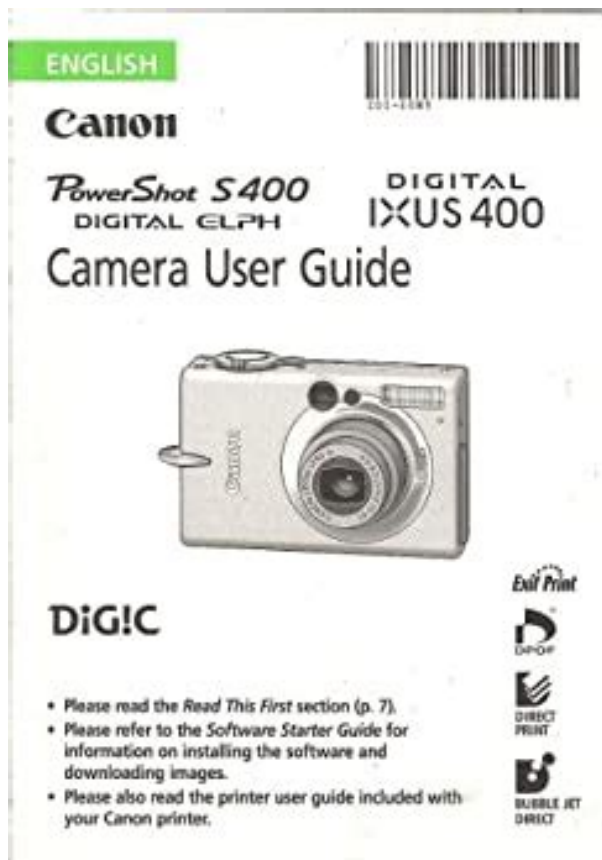 ENGLISH
Canon
PowerShot S400
DIGITAL ELPH
DIGITAL
IXUS 400
Camera User Guide
Canon
DiG!C
• Please read the Read This First section (p. 7).
• Please refer to the Software Starter Guide for
information on installing the software and
downloading images.
• Please also read the printer user guide included with
your Canon printer.
Exif Print
DPOF
DIRECT
PRINT
BUBBLE JET
DIRECT